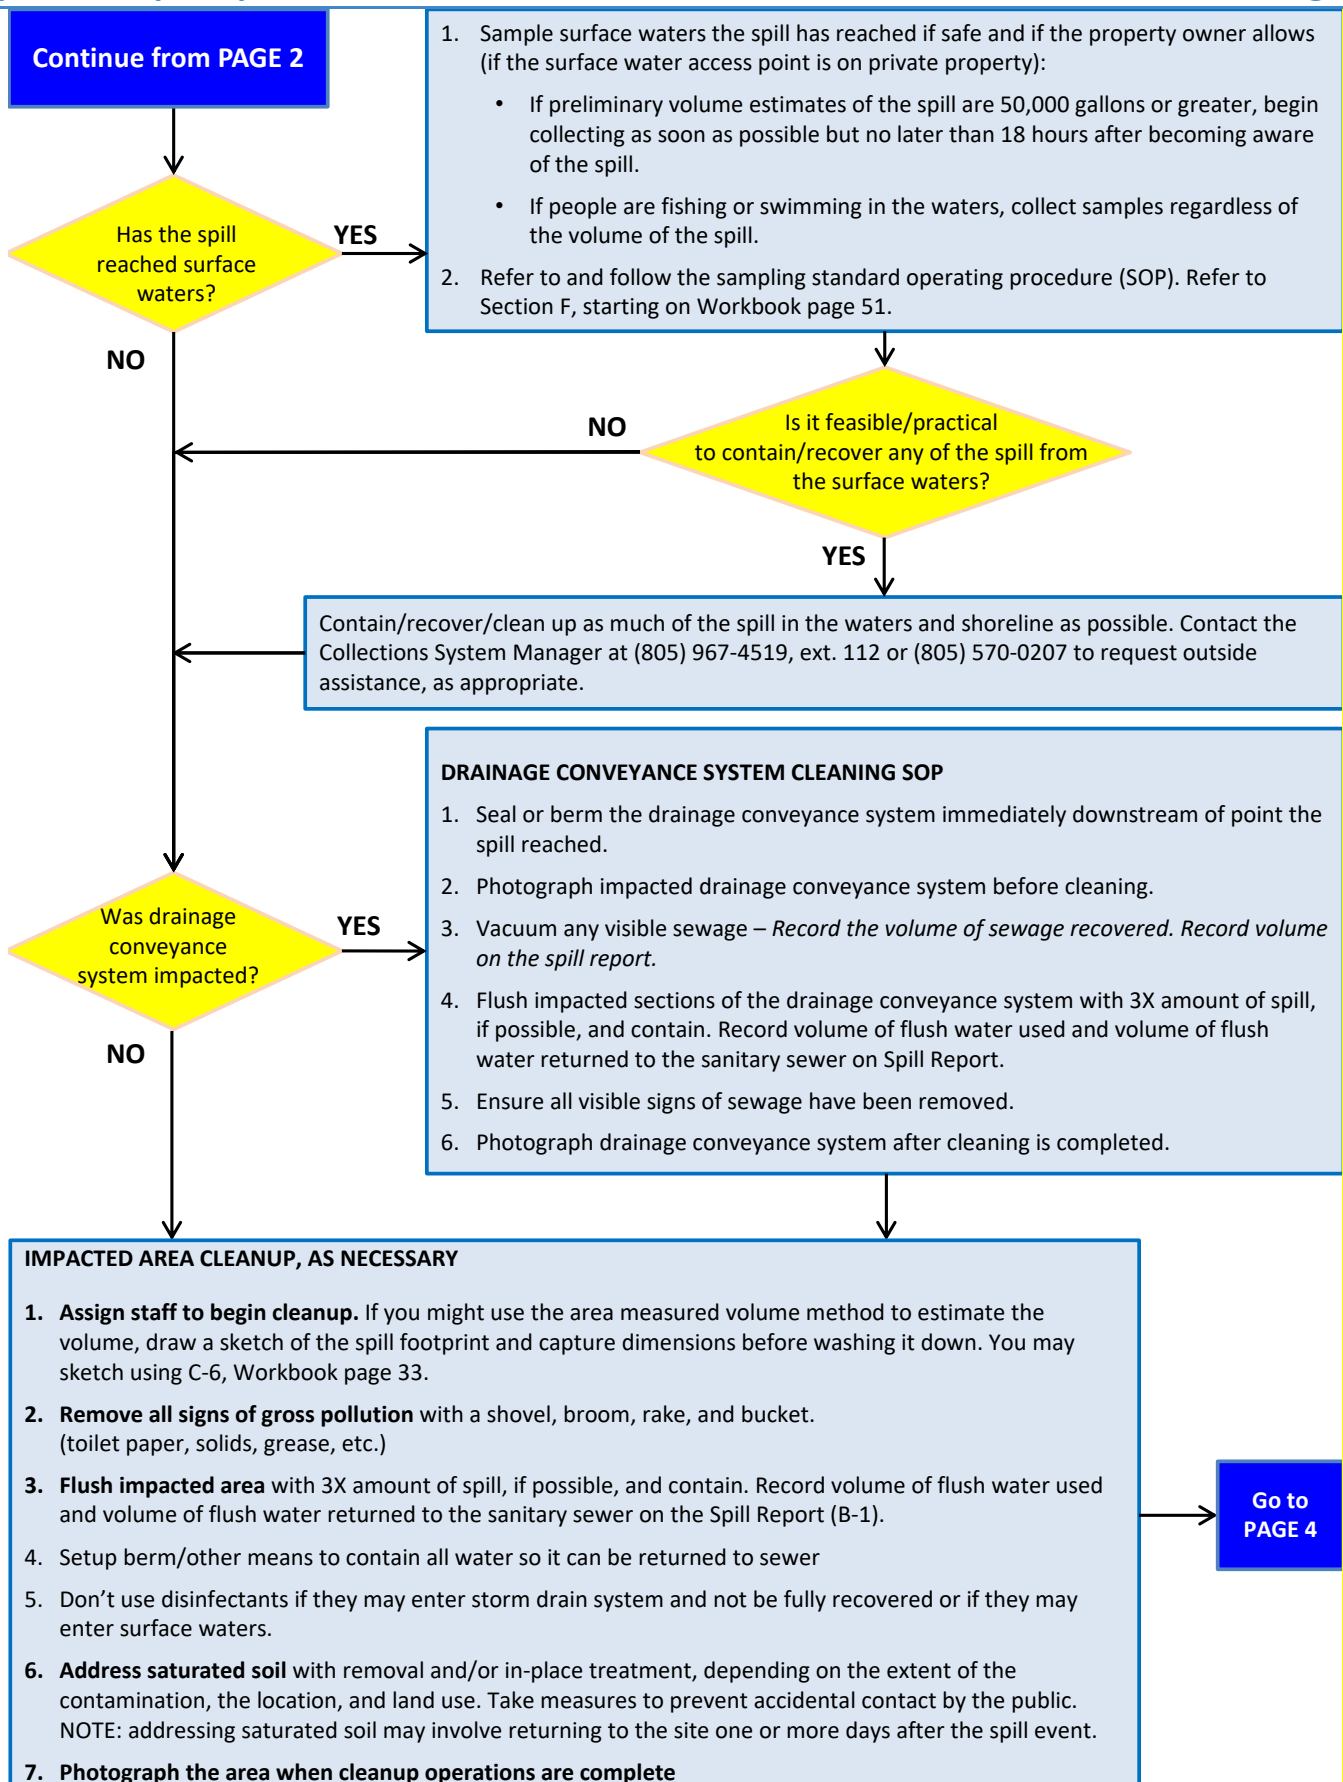 Continue from PAGE 2
1. Sample surface waters the spill has reached if safe and if the property owner allows
(if the surface water access point is on private property):
• If preliminary volume estimates of the spill are 50,000 gallons or greater, begin
collecting as soon as possible but no later than 18 hours after becoming aware
of the spill.
• If people are fishing or swimming in the waters, collect samples regardless of
the volume of the spill.
2. Refer to and follow the sampling standard operating procedure (SOP). Refer to
Section F, starting on Workbook page 51.
Has the spill
reached surface
waters?
YES
NO
Is it feasible/practical
to contain/recover any of the spill from
the surface waters?
NO
YES
Contain/recover/clean up as much of the spill in the waters and shoreline as possible. Contact the
Collections System Manager at (805) 967-4519, ext. 112 or (805) 570-0207 to request outside
assistance, as appropriate.
DRAINAGE CONVEYANCE SYSTEM CLEANING SOP
1. Seal or berm the drainage conveyance system immediately downstream of point the
spill reached.
2. Photograph impacted drainage conveyance system before cleaning.
3. Vacuum any visible sewage – Record the volume of sewage recovered. Record volume
on the spill report.
4. Flush impacted sections of the drainage conveyance system with 3X amount of spill,
if possible, and contain. Record volume of flush water used and volume of flush
water returned to the sanitary sewer on Spill Report.
5. Ensure all visible signs of sewage have been removed.
6. Photograph drainage conveyance system after cleaning is completed.
Was drainage
conveyance
system impacted?
YES
NO
IMPACTED AREA CLEANUP, AS NECESSARY
1. Assign staff to begin cleanup. If you might use the area measured volume method to estimate the
volume, draw a sketch of the spill footprint and capture dimensions before washing it down. You may
sketch using C-6, Workbook page 33.
2. Remove all signs of gross pollution with a shovel, broom, rake, and bucket.
(toilet paper, solids, grease, etc.)
3. Flush impacted area with 3X amount of spill, if possible, and contain. Record volume of flush water used
and volume of flush water returned to the sanitary sewer on the Spill Report (B-1).
4. Setup berm/other means to contain all water so it can be returned to sewer
5. Don’t use disinfectants if they may enter storm drain system and not be fully recovered or if they may
enter surface waters.
6. Address saturated soil with removal and/or in-place treatment, depending on the extent of the
contamination, the location, and land use. Take measures to prevent accidental contact by the public.
NOTE: addressing saturated soil may involve returning to the site one or more days after the spill event.
7. Photograph the area when cleanup operations are complete
Go to
PAGE 4